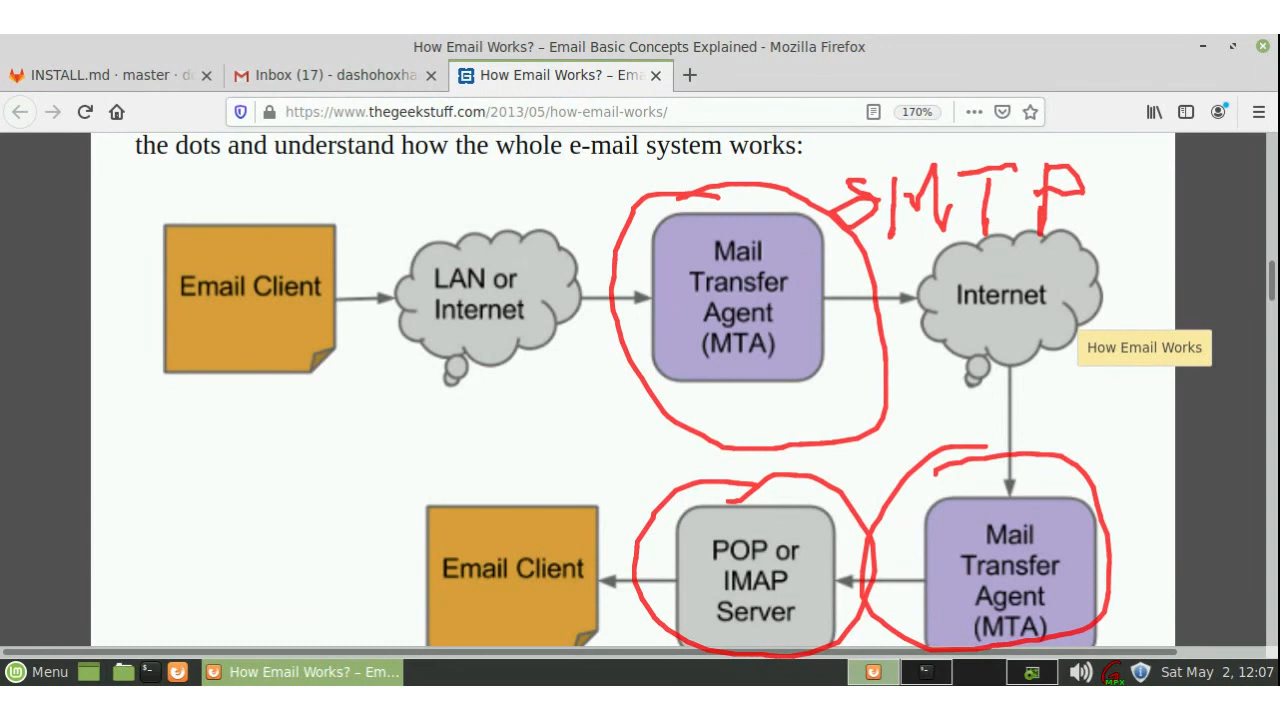 How Email Works? – Email Basic Concepts Explained - Mozilla Firefox
INSTALL.md · master · d
Inbox (17) - dashohoxha
How Email Works? – Ema
https://www.thegeekstuff.com/2013/05/how-email-works/
170%
the dots and understand how the whole e-mail system works:
SMTP
Email Client
LAN or
Internet
Mail
Transfer
Agent
(MTA)
Internet
How Email Works
Email Client
POP or
IMAP
Server
Mail
Transfer
Agent
(MTA)
Menu
How Email Works? – Em...
MPX
Sat May 2, 12:07